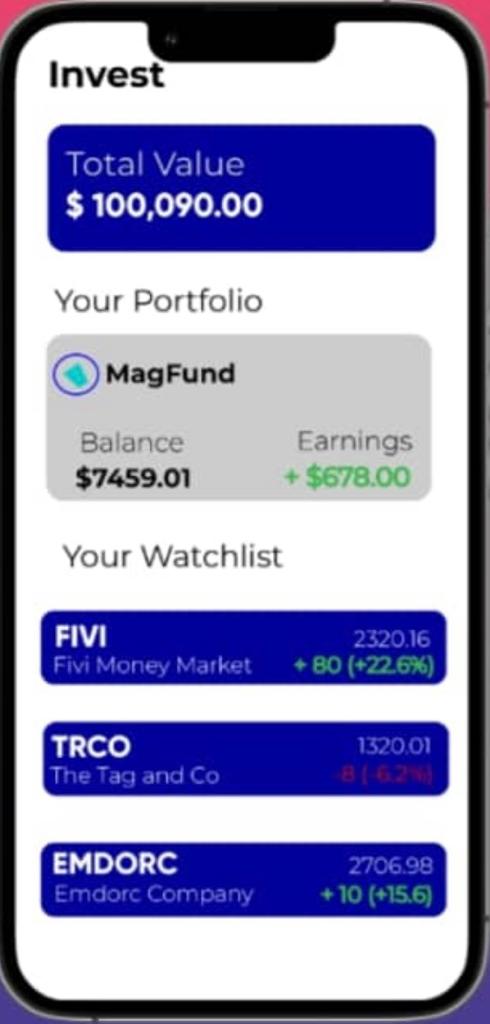 Invest
Total Value
$ 100,090.00
Your Portfolio
MagFund
Balance Earnings
$7459.01 + $678.00
Your Watchlist
FIVI 2320.16
Fivi Money Market + 80 (+22.6%)
TRCO 1320.01
The Tag and Co -8 (-6.2%)
EMDORC 2706.98
Emdorc Company + 10 (+15.6)